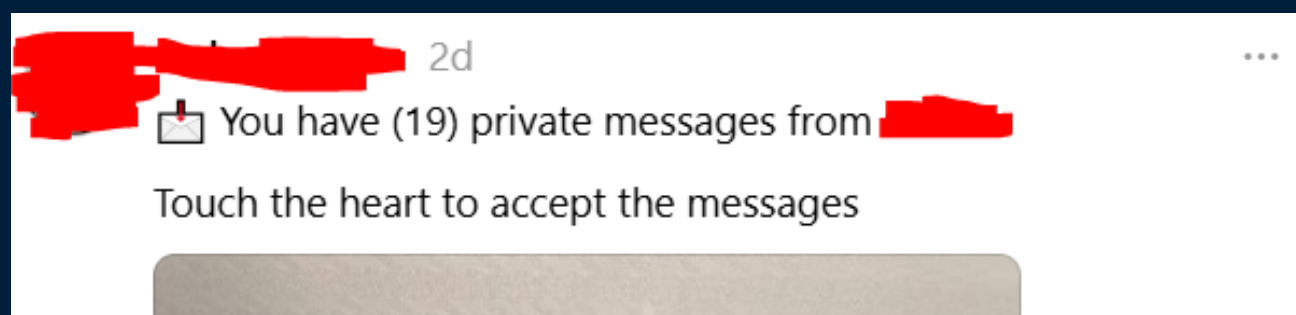 2d
📩 You have (19) private messages from
Touch the heart to accept the messages